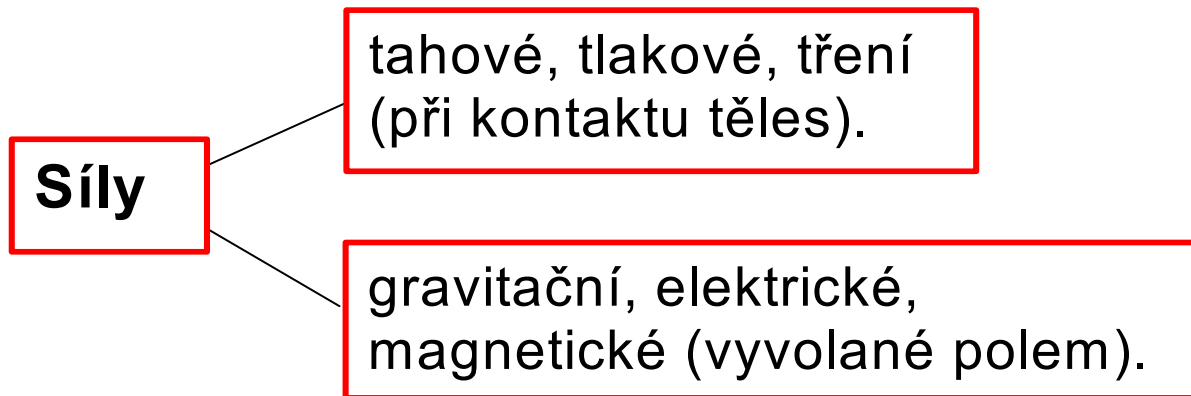 tahové, tlakové, tření
(při kontaktu těles).
Síly
gravitační, elektrické,
magnetické (vyvolané polem).